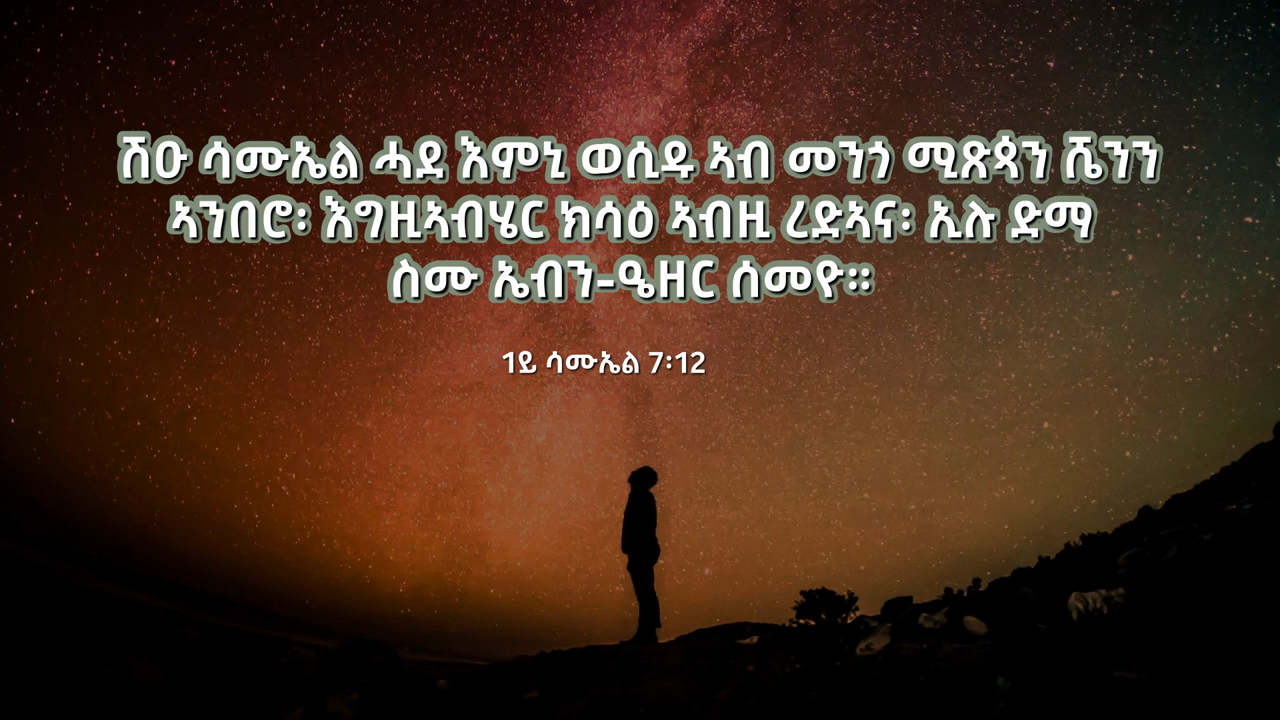 ሽዑ ሳሙኤል ሓደ እምኒ ወሲዱ ኣብ መንጎ ሚጽጳን ሼንን
ኣንበሮ፡ እግዚኣብሄር ክሳዕ ኣብዚ ረድኣና፡ ኢሉ ድማ
ስሙ ኤብን-ዔዘር ሰመዮ።
1ይ ሳሙኤል 7፡12